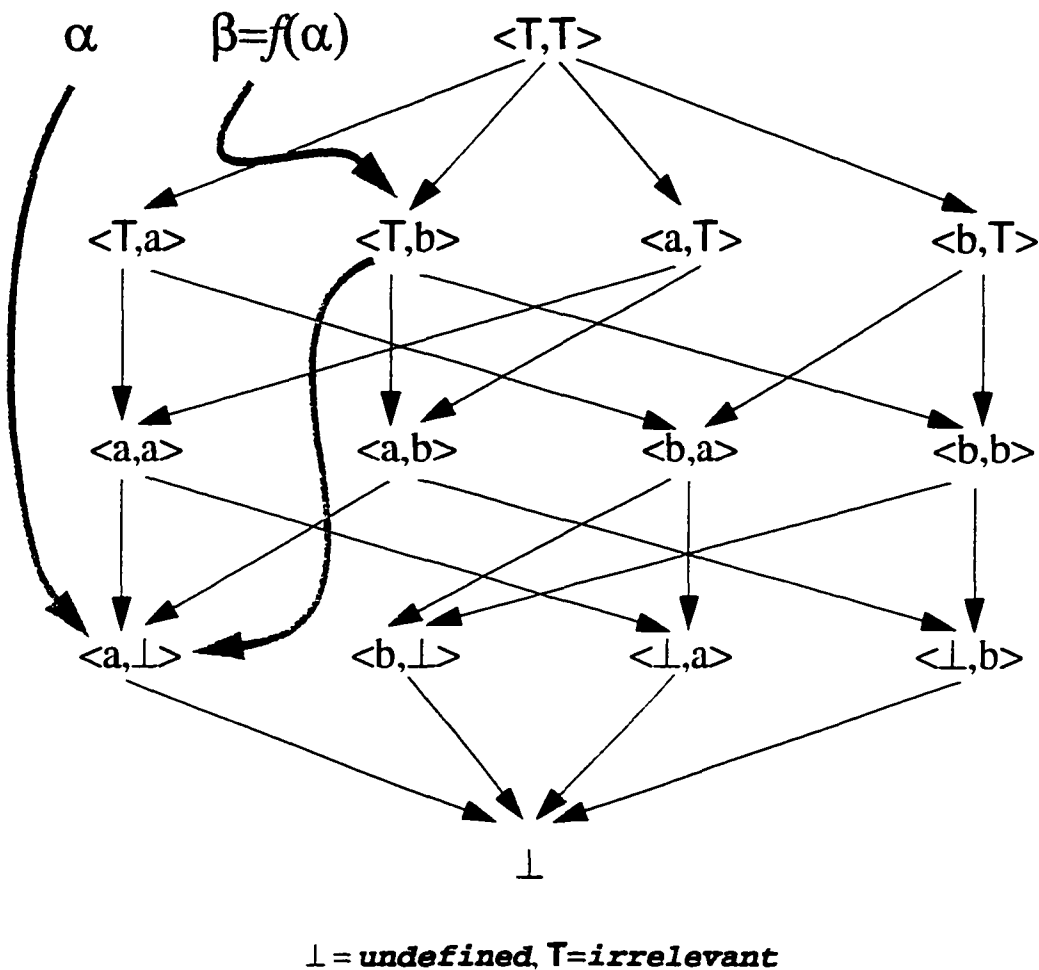 α β=f(α) <T,T>
<T,a> <T,b> <a,T> <b,T>
<a,a> <a,b> <b,a> <b,b>
<a,⊥> <b,⊥> <⊥,a> <⊥,b>
⊥
⊥=undefined, T=irrelevant